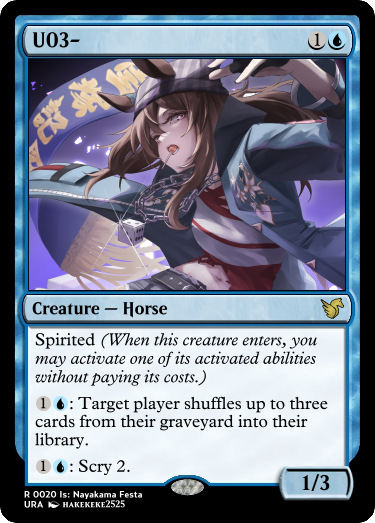 UO3~ 1
Creature — Horse
Spirited (When this creature enters, you
may activate one of its activated abilities
without paying its costs.)
1 : Target player shuffles up to three
cards from their graveyard into their
library.
1 : Scry 2.
1/3
R 0020 Is: Nayakama Festa
URA HAKEKEKE2525